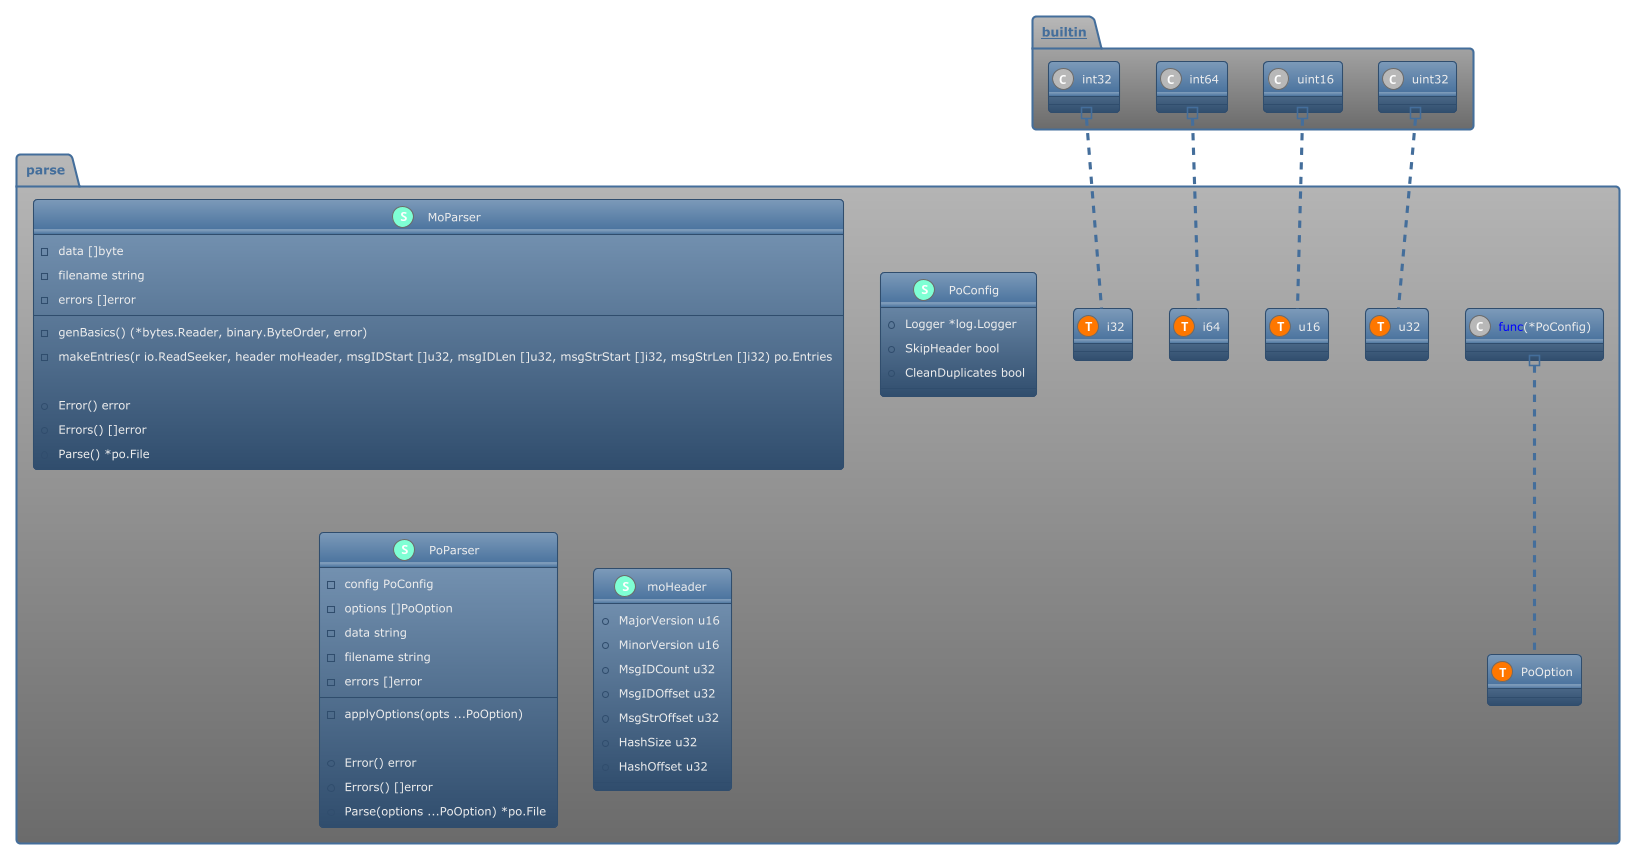 builtin
C int32
C int64
C uint16
C uint32
parse
S MoParser
data []byte
filename string
errors []error
genBasics() (*bytes.Reader, binary.ByteOrder, error)
makeEntries(r io.ReadSeeker, header moHeader, msgIDStart []u32, msgIDLen []u32, msgStrStart []i32, msgStrLen []i32) po.Entries
Error() error
Errors() []error
Parse() *po.File
S PoConfig
Logger *log.Logger
SkipHeader bool
CleanDuplicates bool
T i32
T i64
T u16
T u32
C func(*PoConfig)
S PoParser
config PoConfig
options []PoOption
data string
filename string
errors []error
applyOptions(opts ...PoOption)
Error() error
Errors() []error
Parse(options ...PoOption) *po.File
S moHeader
MajorVersion u16
MinorVersion u16
MsgIDCount u32
MsgIDOffset u32
MsgStrOffset u32
HashSize u32
HashOffset u32
T PoOption